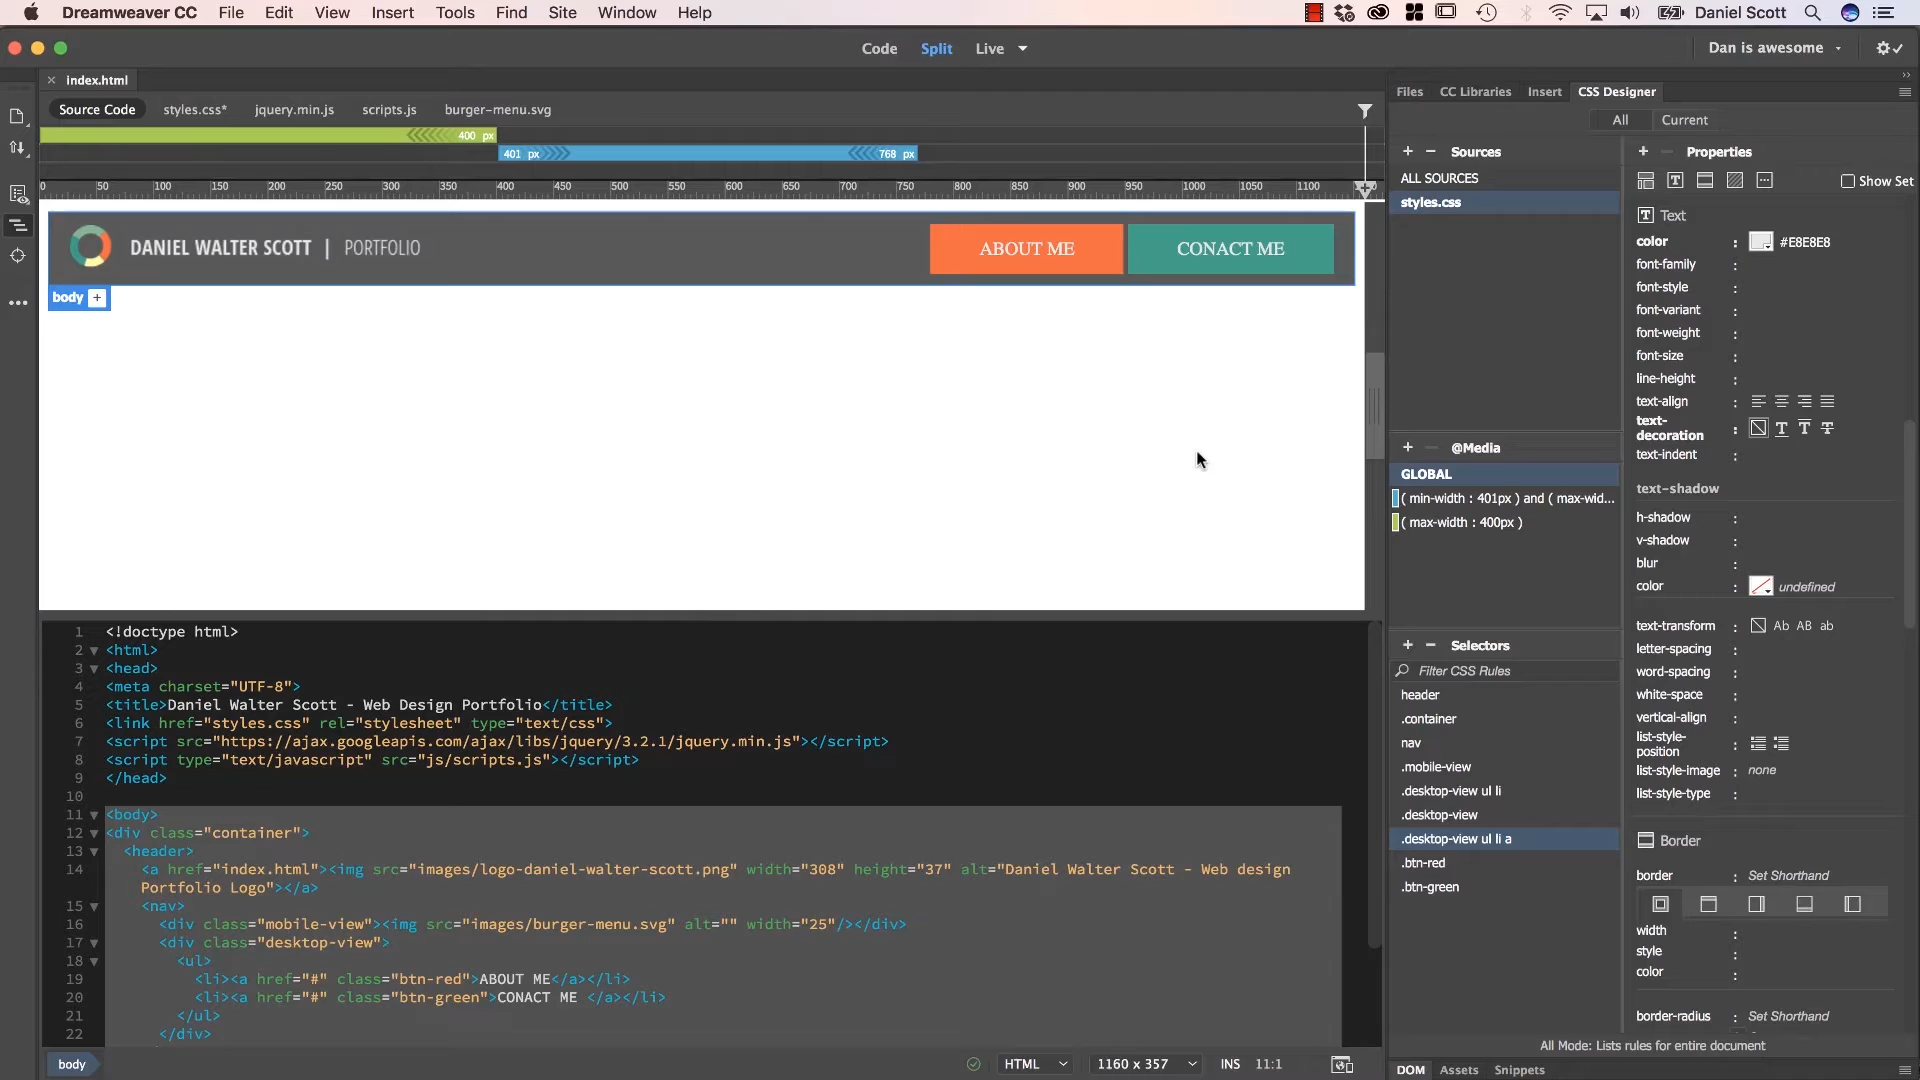 Dreamweaver CC File Edit View Insert Tools Find Site Window Help Daniel Scott
Code Split Live Dan is awesome
index.html
Source Code styles.css* jquery.min.js scripts.js burger-menu.svg
400 px
401 px 768 px
0 50 100 150 200 250 300 350 400 450 500 550 600 650 700 750 800 850 900 950 1000 1050 1100
DANIEL WALTER SCOTT | PORTFOLIO
ABOUT ME CONACT ME
body +
1 <!doctype html>
2 <html>
3 <head>
4 <meta charset="UTF-8">
5 <title>Daniel Walter Scott - Web Design Portfolio</title>
6 <link href="styles.css" rel="stylesheet" type="text/css">
7 <script src="https://ajax.googleapis.com/ajax/libs/jquery/3.2.1/jquery.min.js"></script>
8 <script type="text/javascript" src="js/scripts.js"></script>
9 </head>
10
11 <body>
12 <div class="container">
13 <header>
14 <a href="index.html"><img src="images/logo-daniel-walter-scott.png" width="308" height="37" alt="Daniel Walter Scott - Web design
Portfolio Logo"></a>
15 <nav>
16 <div class="mobile-view"><img src="images/burger-menu.svg" alt="" width="25"/></div>
17 <div class="desktop-view">
18 <ul>
19 <li><a href="#" class="btn-red">ABOUT ME</a></li>
20 <li><a href="#" class="btn-green">CONACT ME </a></li>
21 </ul>
22 </div>
body HTML 1160 x 357 INS 11:1
Files CC Libraries Insert CSS Designer
All Current
+ − Sources
ALL SOURCES
styles.css
+ − @Media
GLOBAL
( min-width : 401px ) and ( max-wid...
( max-width : 400px )
+ − Selectors
Filter CSS Rules
header
.container
nav
.mobile-view
.desktop-view ul li
.desktop-view
.desktop-view ul li a
.btn-red
.btn-green
+ − Properties
Show Set
T Text
color : #E8E8E8
font-family :
font-style :
font-variant :
font-weight :
font-size :
line-height :
text-align :
text-
decoration : T T T
text-indent :
text-shadow
h-shadow :
v-shadow :
blur :
color : undefined
text-transform : Ab AB ab
letter-spacing :
word-spacing :
white-space :
vertical-align :
list-style-
position :
list-style-image : none
list-style-type :
Border
border : Set Shorthand
width :
style :
color :
border-radius : Set Shorthand
All Mode: Lists rules for entire document
DOM Assets Snippets